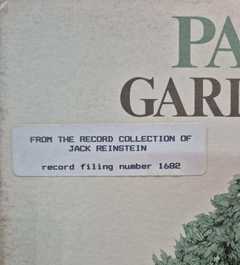 PA
GARI
FROM THE RECORD COLLECTION OF
JACK REINSTEIN
record filing number 1682